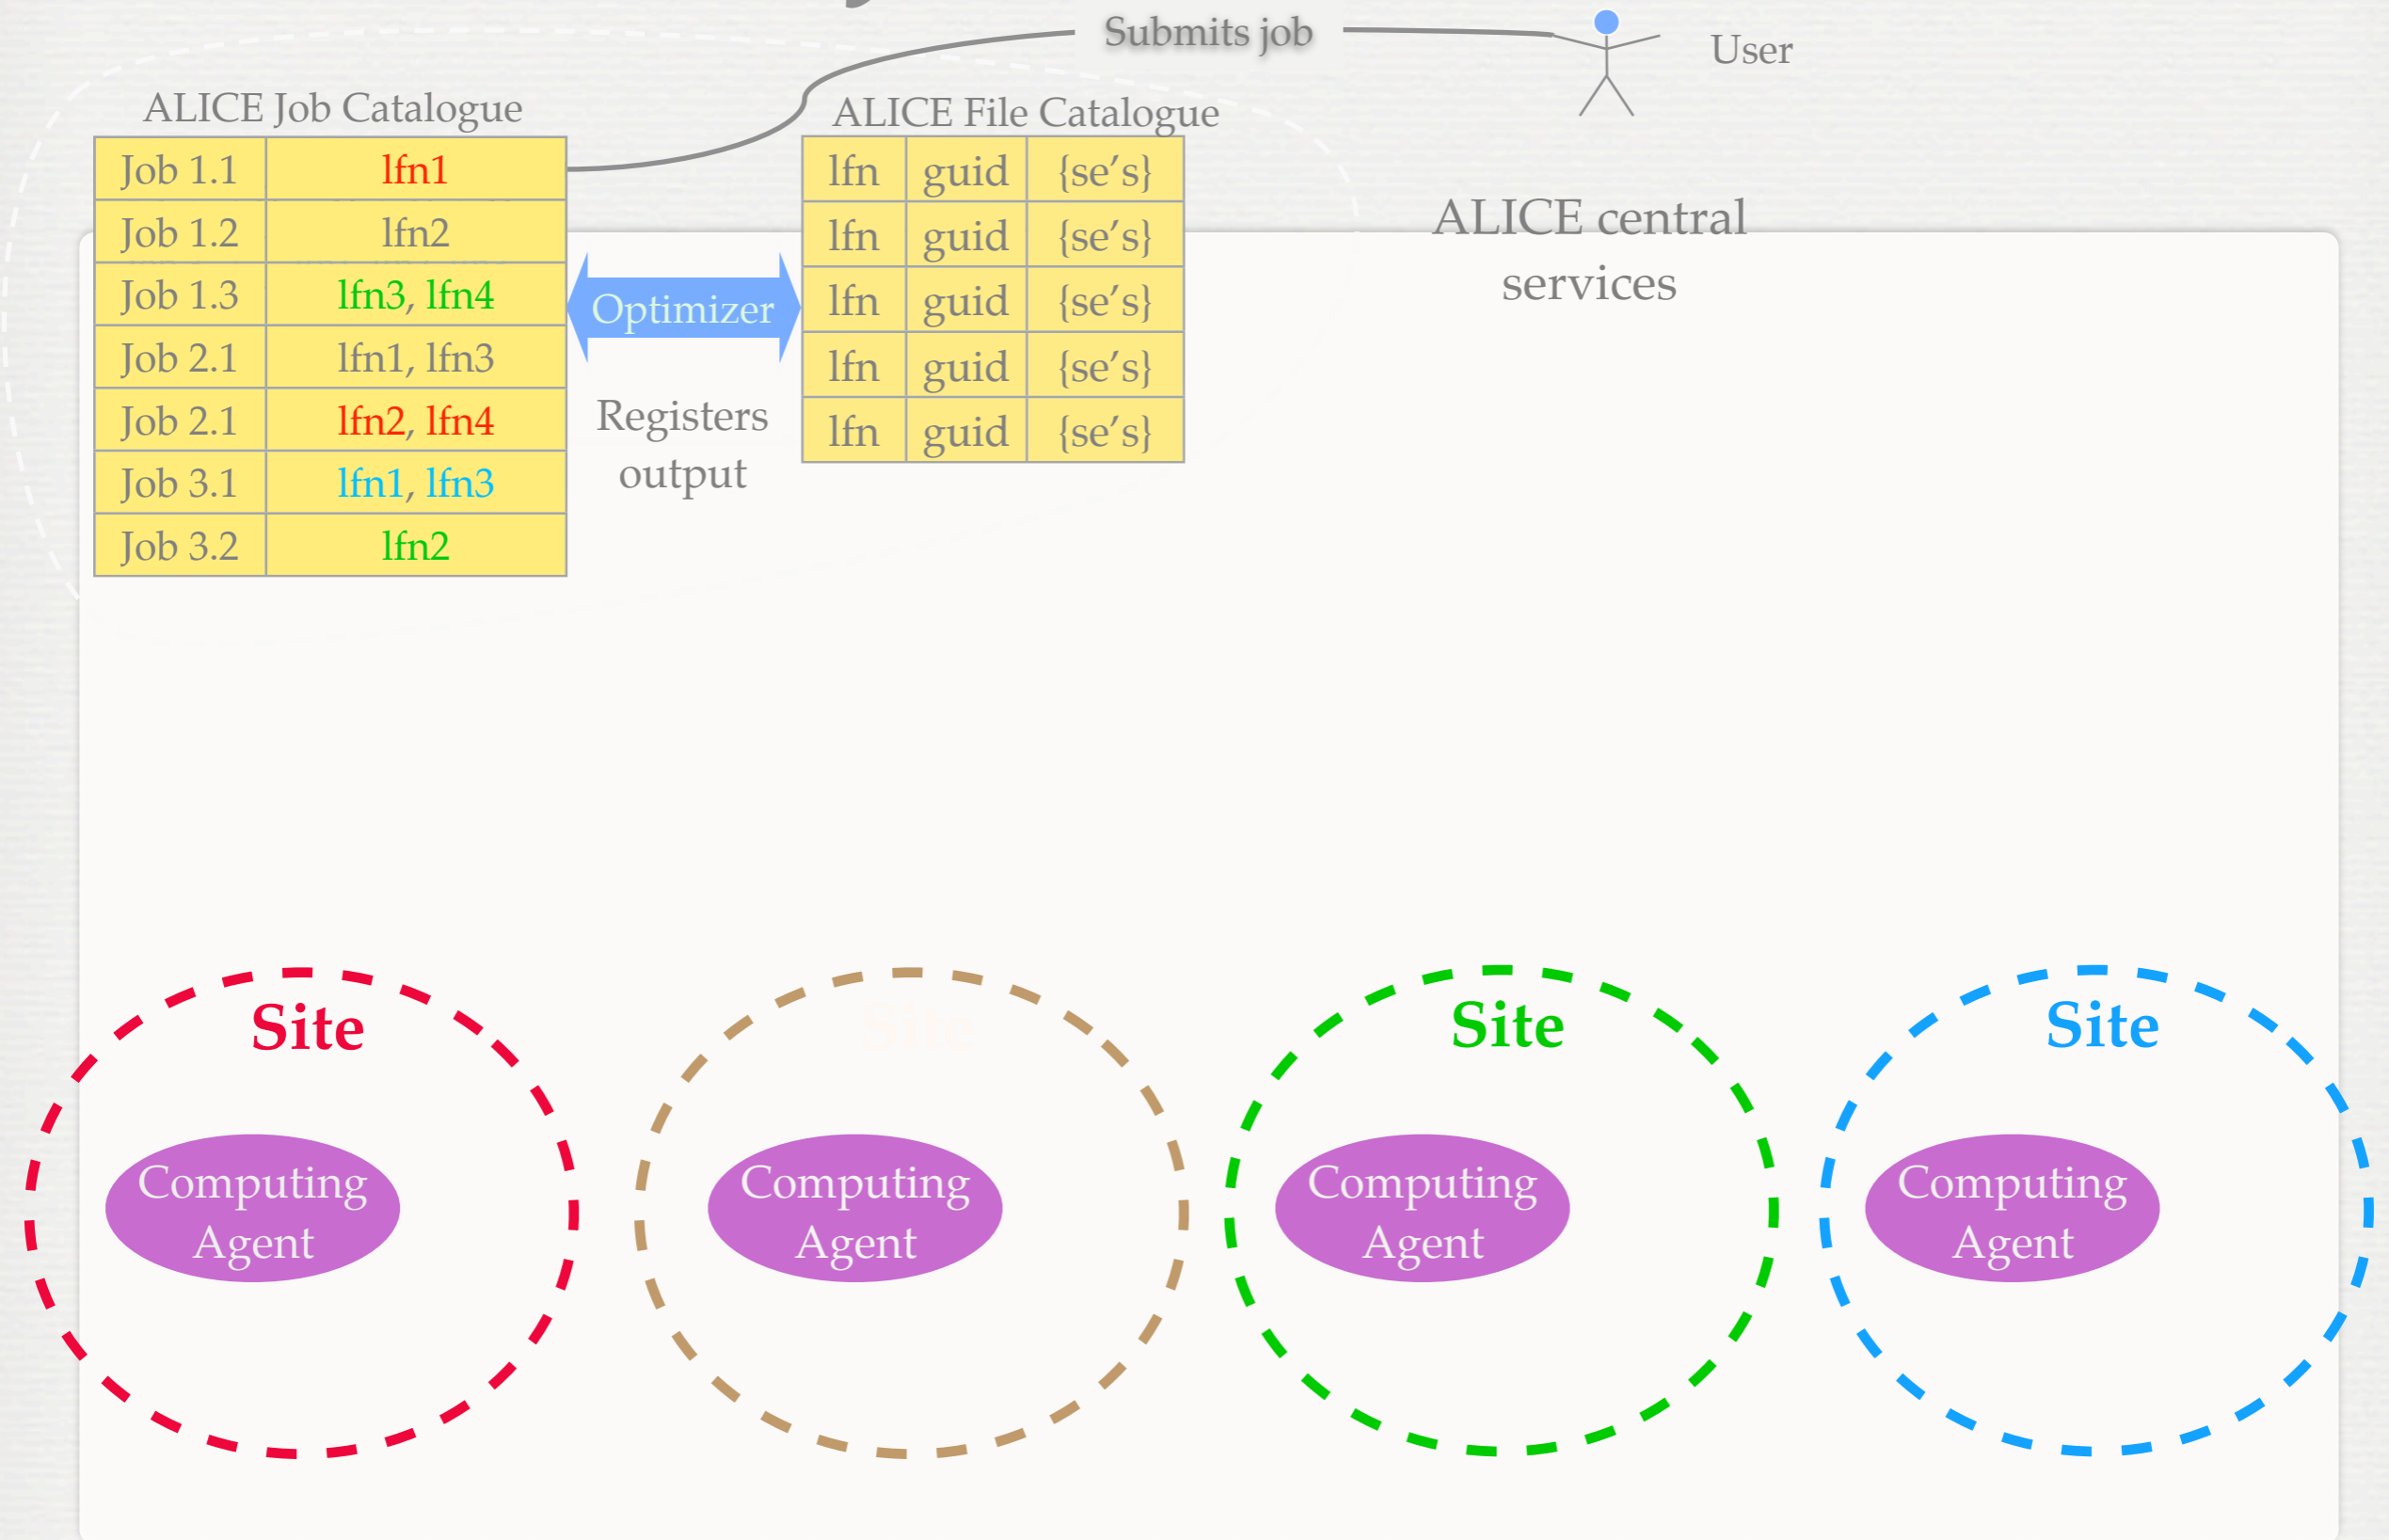 Submits job
User
ALICE Job Catalogue
ALICE File Catalogue
ALICE central
services
Job 1.1 lfn1
Job 1.2 lfn2
Job 1.3 lfn3, lfn4
Job 2.1 lfn1, lfn3
Job 2.1 lfn2, lfn4
Job 3.1 lfn1, lfn3
Job 3.2 lfn2
Optimizer
Registers
output
lfn guid {se’s}
lfn guid {se’s}
lfn guid {se’s}
lfn guid {se’s}
lfn guid {se’s}
Site
Site
Site
Site
Computing
Agent
Computing
Agent
Computing
Agent
Computing
Agent